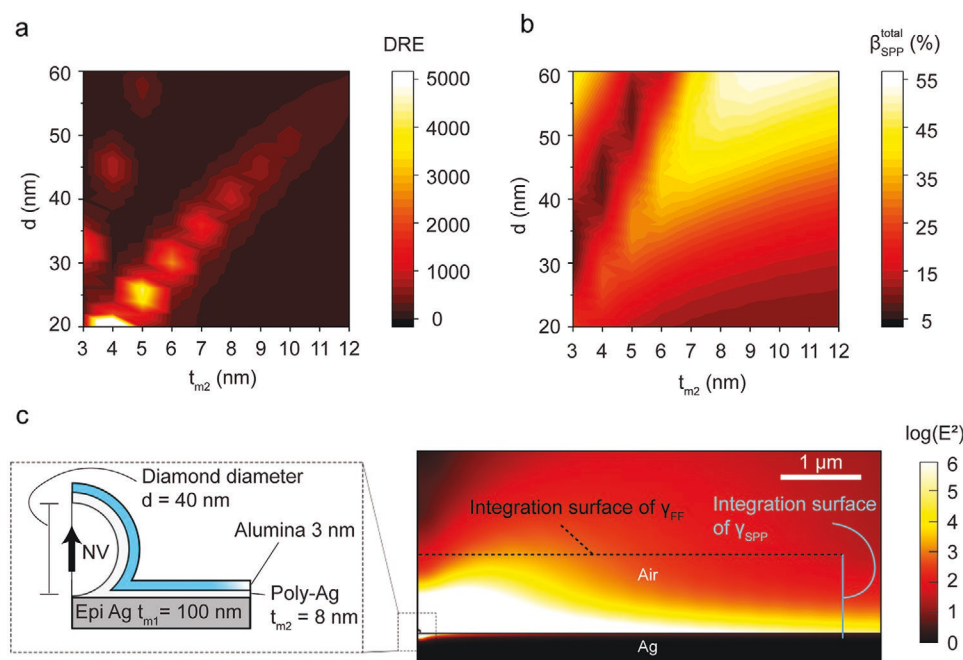 a
DRE
60
50
40
30
20
d (nm)
3 4 5 6 7 8 9 10 11 12
t_m2 (nm)
5000
4000
3000
2000
1000
0
b
β_SPP^total (%)
60
50
40
30
20
d (nm)
3 4 5 6 7 8 9 10 11 12
t_m2 (nm)
55
45
35
25
15
5
c
Diamond diameter
d = 40 nm
Alumina 3 nm
NV
Poly-Ag
t_m2 = 8 nm
Epi Ag t_m1 = 100 nm
log(E²)
1 µm
Integration surface of γ_FF
Integration surface
of γ_SPP
Air
Ag
6
5
4
3
2
1
0